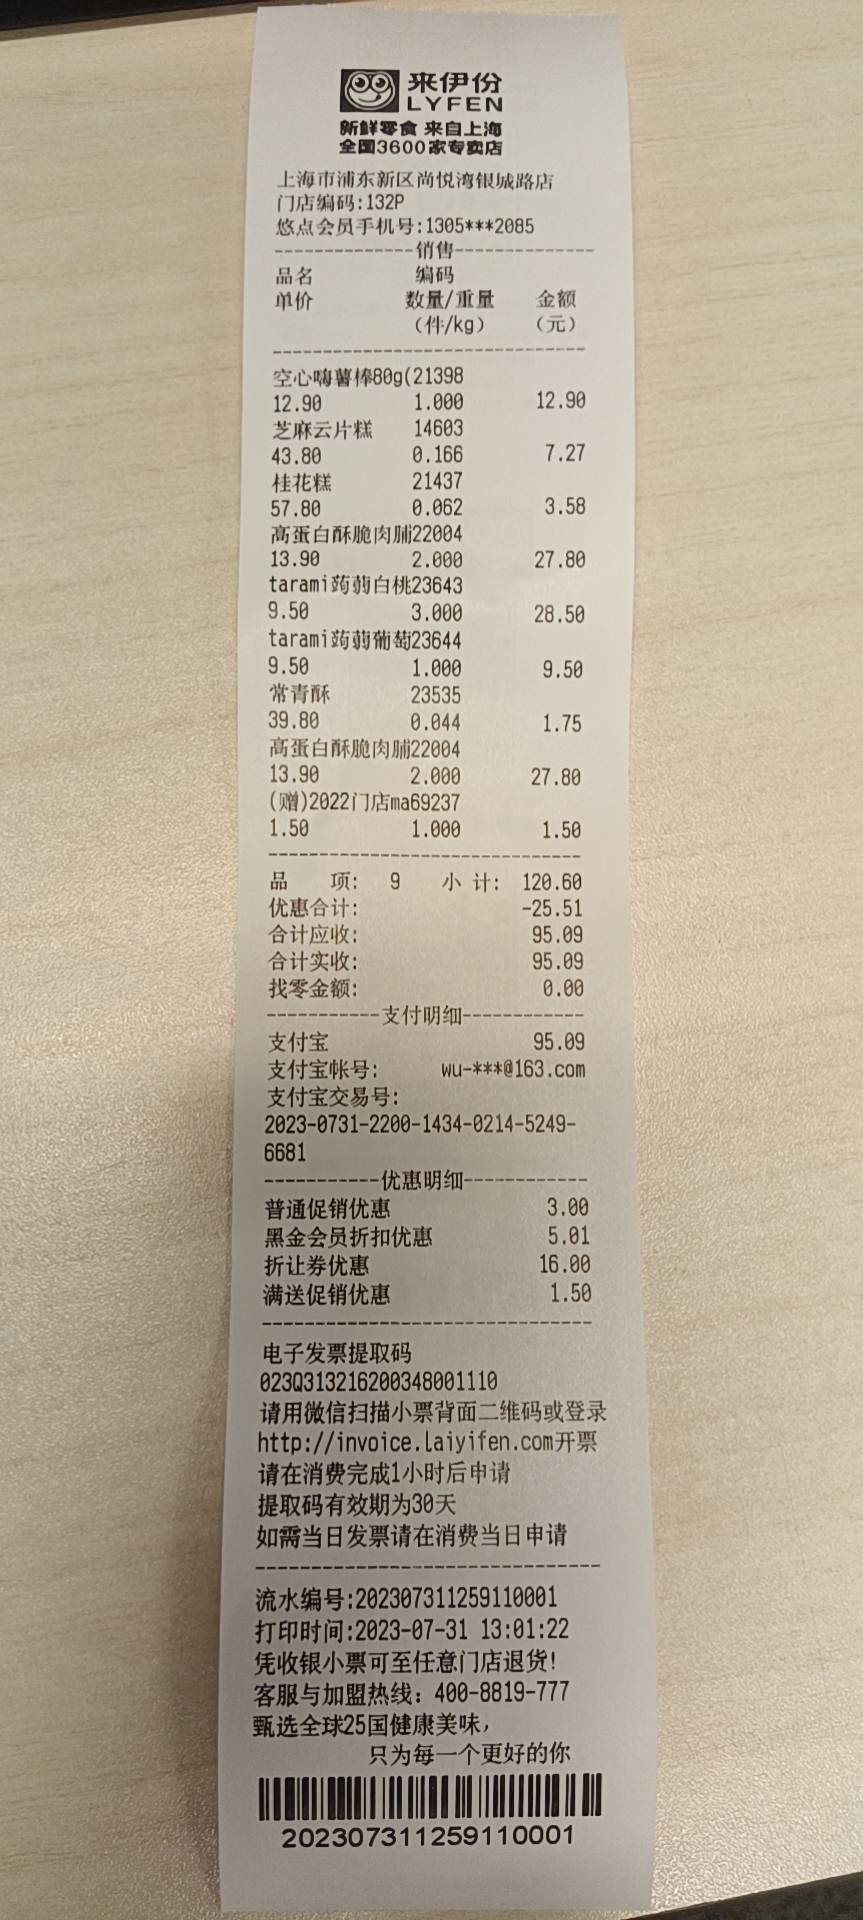 来伊份
LYFEN
新鲜零食 来自上海
全国3600家专卖店
上海市浦东新区尚悦湾银城路店
门店编码:132P
悠点会员手机号:1305***2085
--------------销售--------------
品名 编码
单价 数量/重量 金额
(件/kg) (元)
--------------------------------
空心嗨薯棒80g(21398
12.90 1.000 12.90
芝麻云片糕 14603
43.80 0.166 7.27
桂花糕 21437
57.80 0.062 3.58
高蛋白酥脆肉脯22004
13.90 2.000 27.80
tarami蒟蒻白桃23643
9.50 3.000 28.50
tarami蒟蒻葡萄23644
9.50 1.000 9.50
常青酥 23535
39.80 0.044 1.75
高蛋白酥脆肉脯22004
13.90 2.000 27.80
(赠)2022门店ma69237
1.50 1.000 1.50
--------------------------------
品 项: 9 小 计: 120.60
优惠合计: -25.51
合计应收: 95.09
合计实收: 95.09
找零金额: 0.00
-----------支付明细------------
支付宝 95.09
支付宝帐号: wu-***@163.com
支付宝交易号:
2023-0731-2200-1434-0214-5249-
6681
-----------优惠明细------------
普通促销优惠 3.00
黑金会员折扣优惠 5.01
折让券优惠 16.00
满送促销优惠 1.50
--------------------------------
电子发票提取码
023Q313216200348001110
请用微信扫描小票背面二维码或登录
http://invoice.laiyifen.com开票
请在消费完成1小时后申请
提取码有效期为30天
如需当日发票请在消费当日申请
--------------------------------
流水编号:202307311259110001
打印时间:2023-07-31 13:01:22
凭收银小票可至任意门店退货!
客服与加盟热线: 400-8819-777
甄选全球25国健康美味,
只为每一个更好的你
202307311259110001